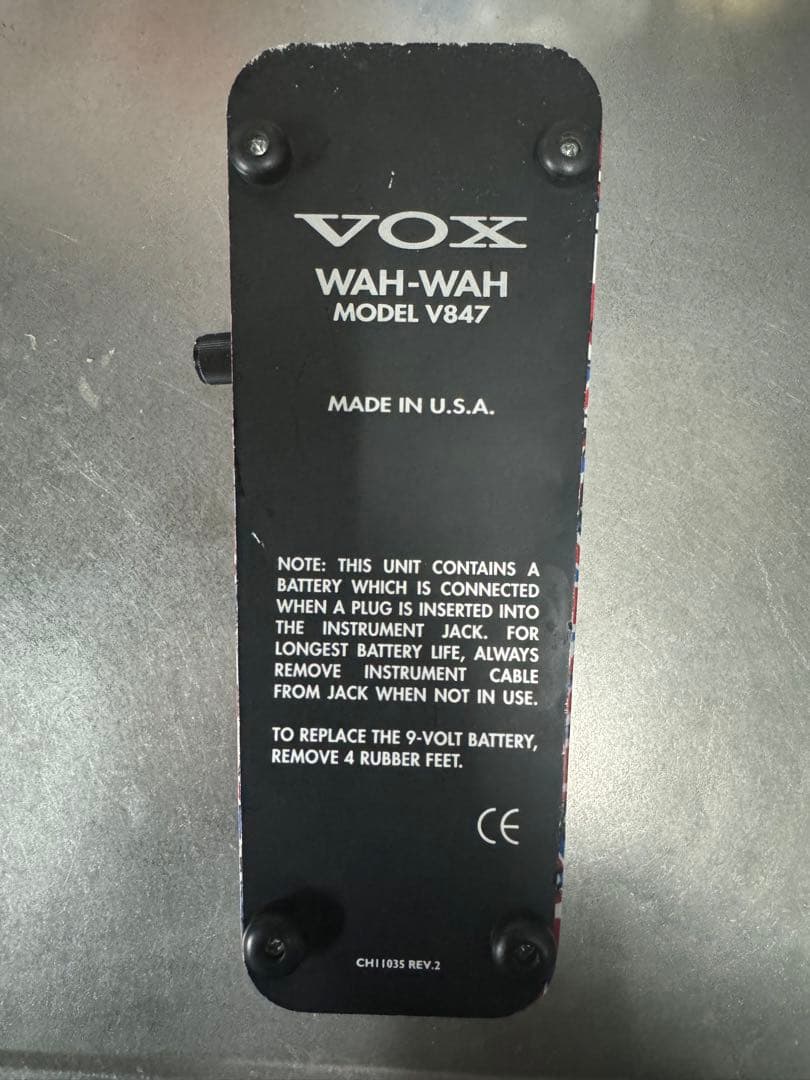 VOX
WAH-WAH
MODEL V847
MADE IN U.S.A.
NOTE: THIS UNIT CONTAINS A
BATTERY WHICH IS CONNECTED
WHEN A PLUG IS INSERTED INTO
THE INSTRUMENT JACK. FOR
LONGEST BATTERY LIFE, ALWAYS
REMOVE INSTRUMENT CABLE
FROM JACK WHEN NOT IN USE.
TO REPLACE THE 9-VOLT BATTERY,
REMOVE 4 RUBBER FEET.
CE
CH11035 REV.2